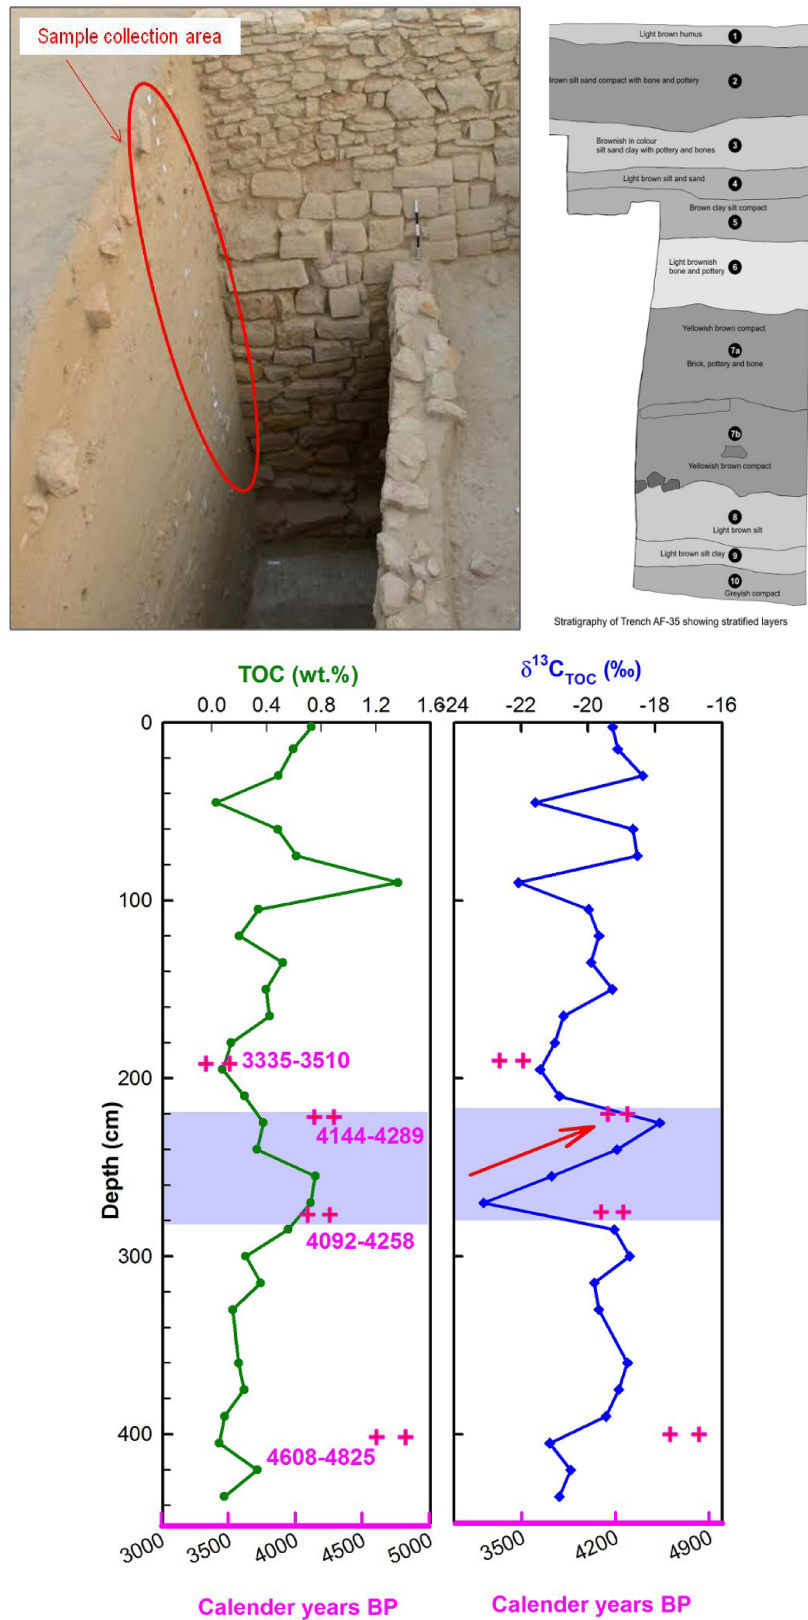 Sample collection area
Light brown humus
1
Brown silt sand compact with bone and pottery
2
Brownish in colour
silt sand clay with pottery and bones
3
Light brown silt and sand
4
Brown clay silt compact
5
Light brownish
bone and pottery
6
Yellowish brown compact
7a
Brick, pottery and bone
7b
Yellowish brown compact
8
Light brown silt
Light brown silt clay
9
10
Greyish compact
Stratigraphy of Trench AF-35 showing stratified layers
TOC (wt.%)
0.0 0.4 0.8 1.2 1.6
δ¹³C_TOC (‰)
-24 -22 -20 -19 -18 -16
Depth (cm)
0
100
200
300
400
3335-3510
4144-4289
4092-4258
4608-4825
3000 3500 4000 4500 5000
Calender years BP
3500 4200 4900
Calender years BP